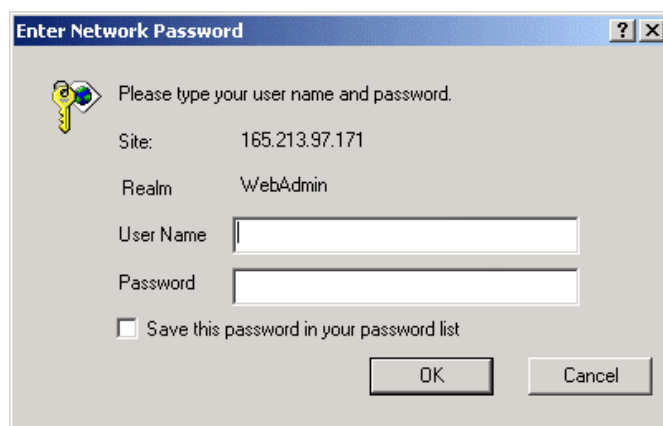 Enter Network Password
Please type your user name and password.
Site: 165.213.97.171
Realm WebAdmin
User Name
Password
Save this password in your password list
OK Cancel